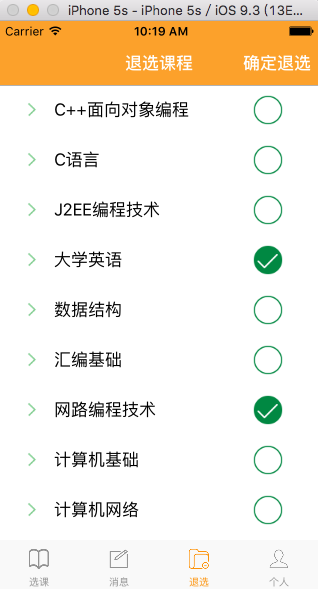 iPhone 5s - iPhone 5s / iOS 9.3 (13E...
Carrier 10:19 AM
退选课程 确定退选
C++面向对象编程
C语言
J2EE编程技术
大学英语
数据结构
汇编基础
网路编程技术
计算机基础
计算机网络
选课 消息 退选 个人